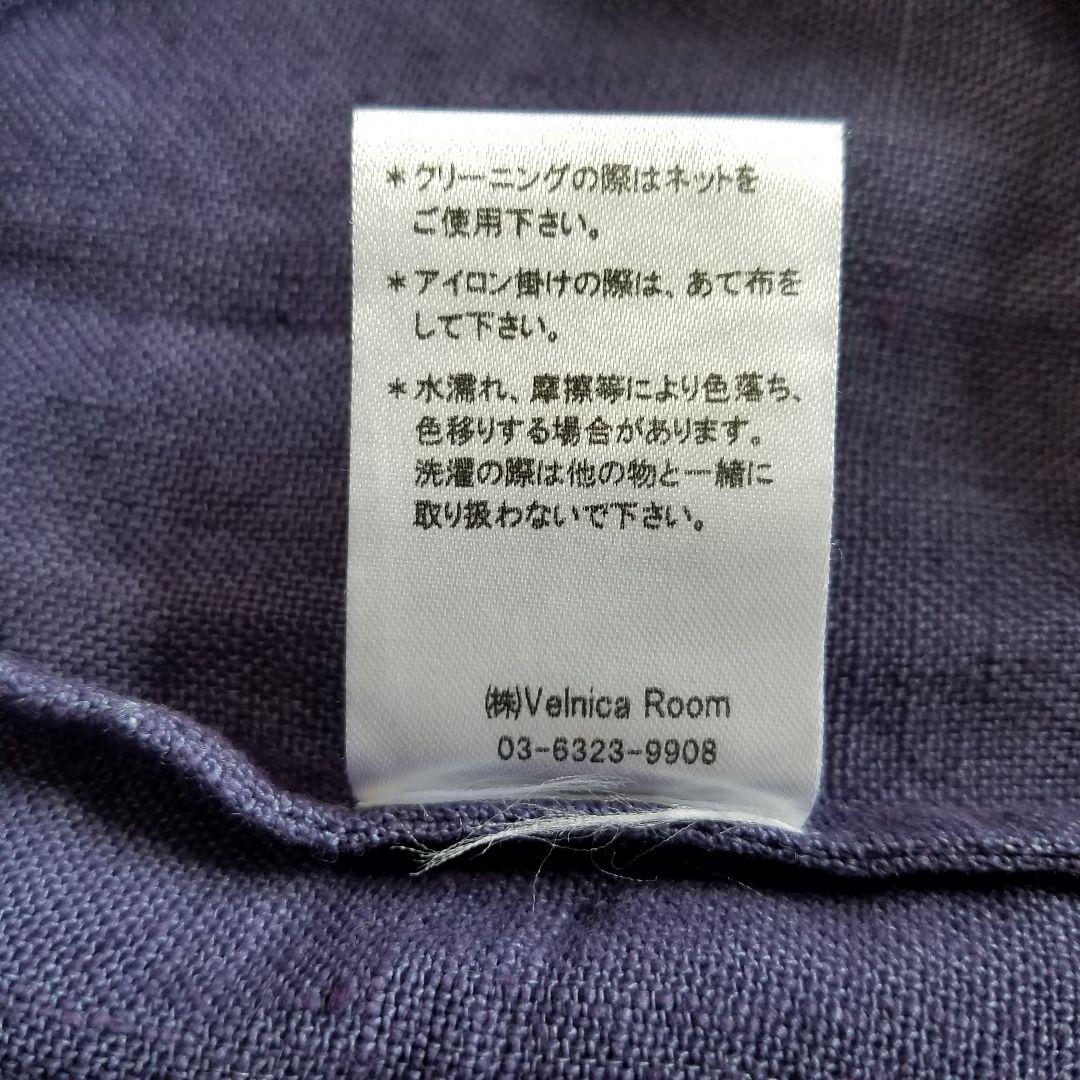 *クリーニングの際はネットを
ご使用下さい。
*アイロン掛けの際は、あて布を
して下さい。
*水濡れ、摩擦等により色落ち、
色移りする場合があります。
洗濯の際は他の物と一緒に
取り扱わないで下さい。
㈱Velnica Room
03-6323-9908